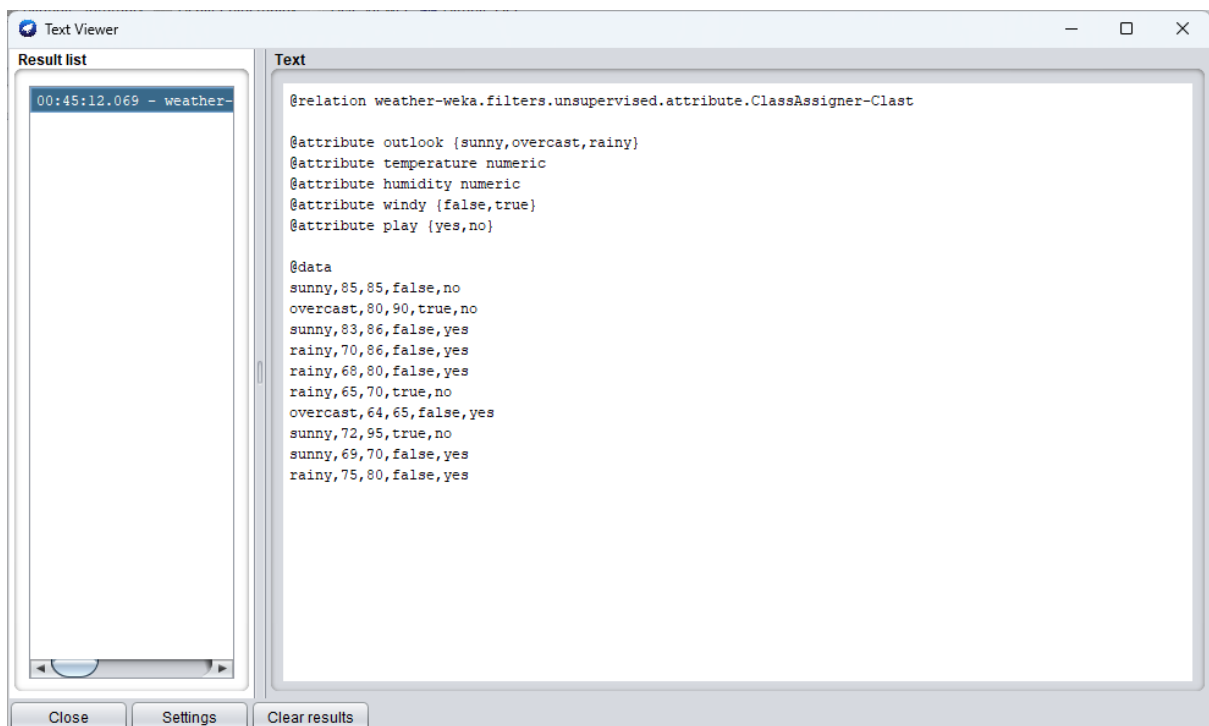 Text Viewer
Result list
Text
00:45:12.069 - weather-
@relation weather-weka.filters.unsupervised.attribute.ClassAssigner-Clast
@attribute outlook {sunny,overcast,rainy}
@attribute temperature numeric
@attribute humidity numeric
@attribute windy {false,true}
@attribute play {yes,no}
@data
sunny,85,85,false,no
overcast,80,90,true,no
sunny,83,86,false,yes
rainy,70,86,false,yes
rainy,68,80,false,yes
rainy,65,70,true,no
overcast,64,65,false,yes
sunny,72,95,true,no
sunny,69,70,false,yes
rainy,75,80,false,yes
Close
Settings
Clear results